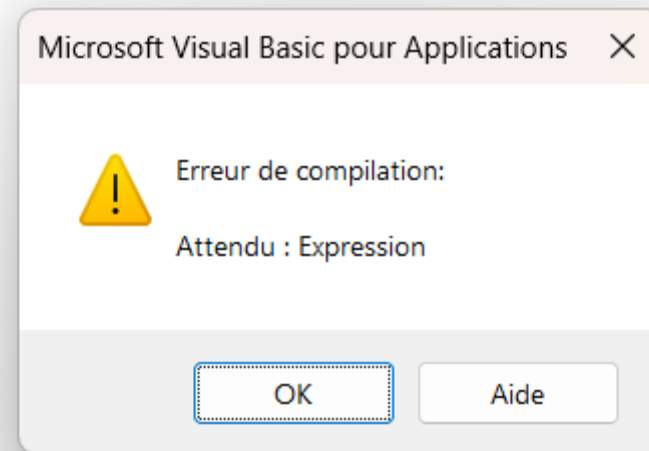 Microsoft Visual Basic pour Applications
Erreur de compilation:
Attendu : Expression
OK
Aide